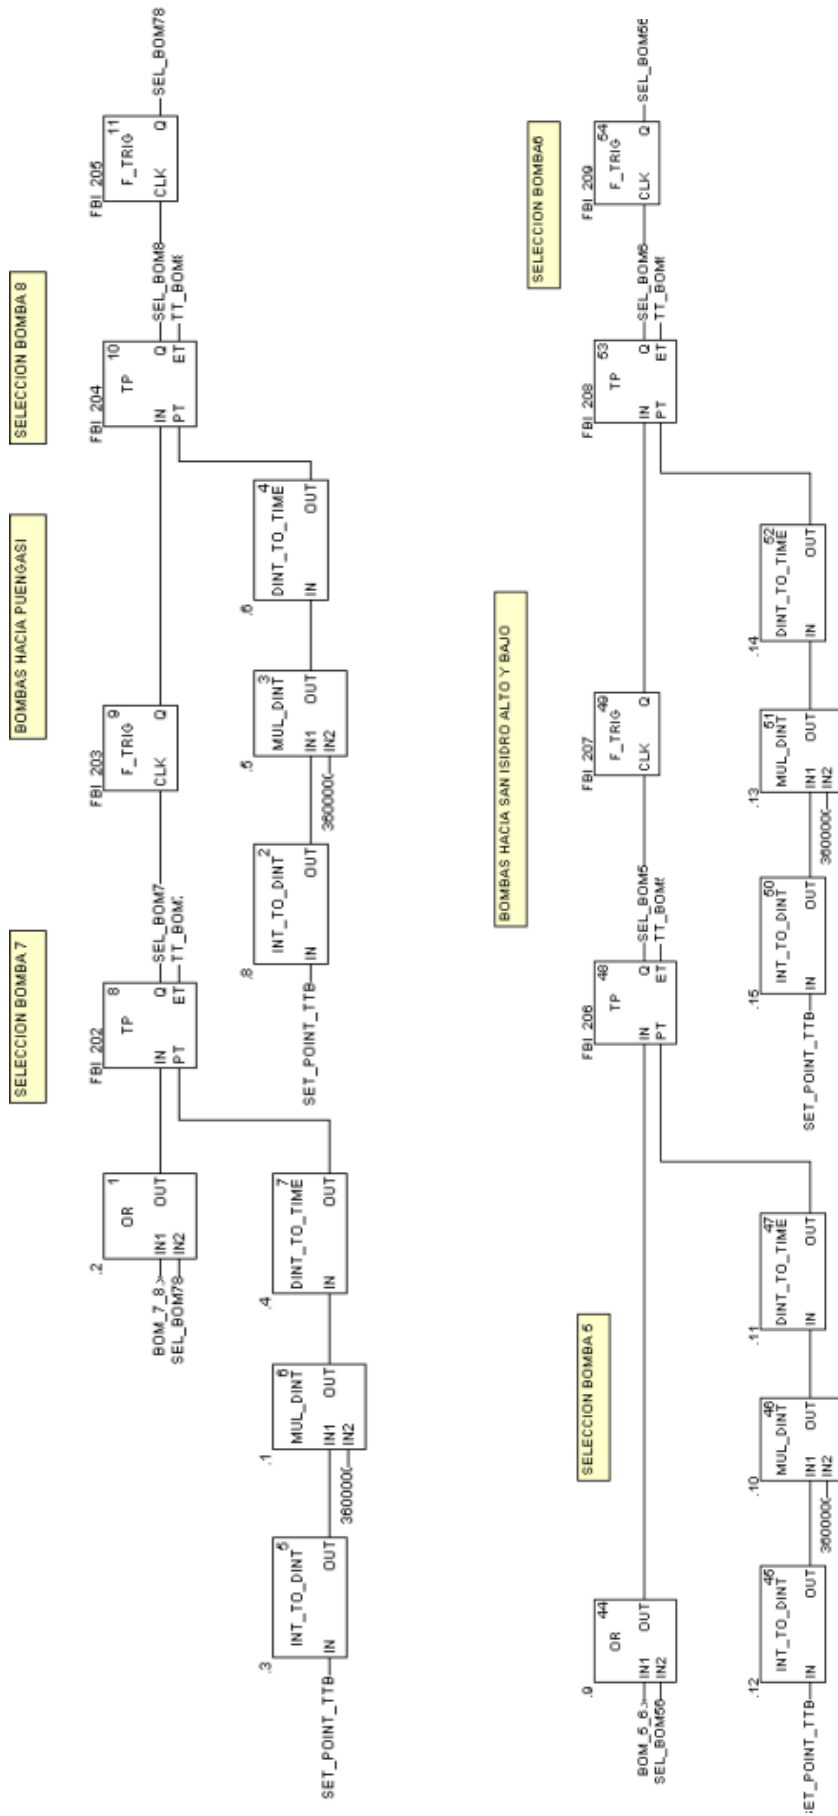 SELECCION BOMBA 7
BOMBAS HACIA PUENGASI
SELECCION BOMBA 8
.2
1
OR
BOM_7_8.
IN1
OUT
SEL_BOM78
IN2
FBI_202
8
TP
IN
Q
SEL_BOM7
PT
ET
FBI_203
9
F_TRIG
CLK
Q
FBI_204
10
TP
IN
Q
SEL_BOM8
PT
ET
FBI_205
11
F_TRIG
CLK
Q
SEL_BOM78
.3
5
INT_TO_DINT
SET_POINT_TTB
IN
OUT
.1
6
MUL_DINT
IN1
OUT
3600000
IN2
.4
7
DINT_TO_TIME
IN
OUT
.8
2
INT_TO_DINT
SET_POINT_TTB
IN
OUT
.5
3
MUL_DINT
IN1
OUT
3600000
IN2
.6
4
DINT_TO_TIME
IN
OUT
BOMBAS HACIA SAN ISIDRO ALTO Y BAJO
SELECCION BOMBA6
SELECCION BOMBA 5
.9
44
OR
BOM_5_6.
IN1
OUT
SEL_BOM56
IN2
FBI_206
48
TP
IN
Q
SEL_BOM5
PT
ET
FBI_207
49
F_TRIG
CLK
Q
FBI_208
53
TP
IN
Q
SEL_BOM6
PT
ET
FBI_209
54
F_TRIG
CLK
Q
.12
45
INT_TO_DINT
SET_POINT_TTB
IN
OUT
.10
46
MUL_DINT
IN1
OUT
3600000
IN2
.11
47
DINT_TO_TIME
IN
OUT
.15
50
INT_TO_DINT
SET_POINT_TTB
IN
OUT
.13
51
MUL_DINT
IN1
OUT
3600000
IN2
.14
52
DINT_TO_TIME
IN
OUT